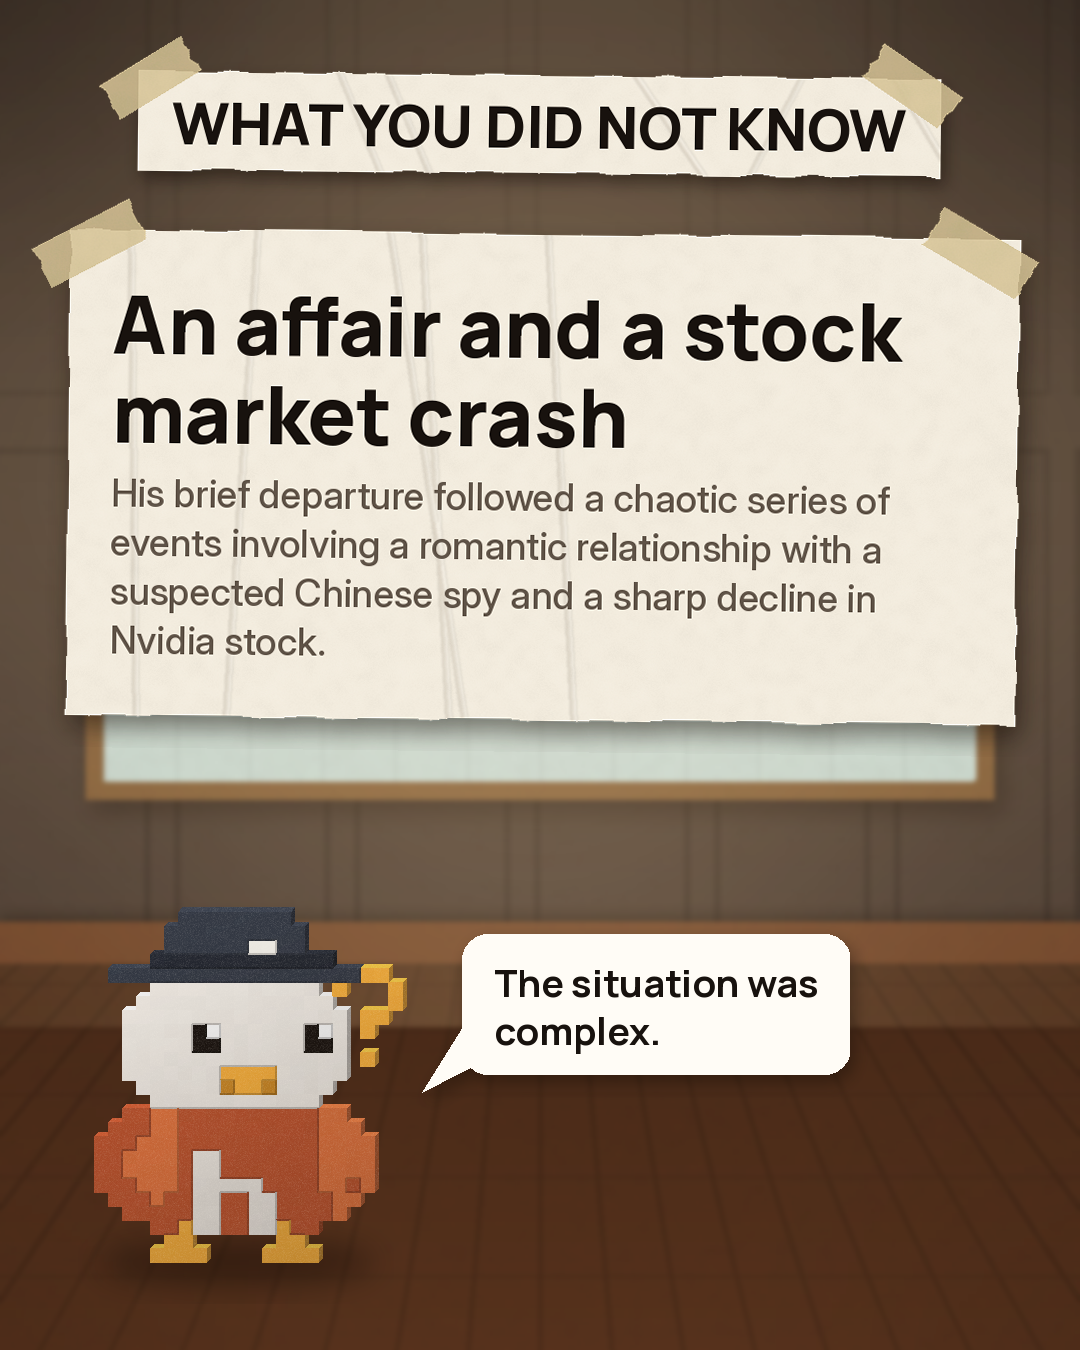 WHAT YOU DID NOT KNOW
An affair and a stock
market crash
His brief departure followed a chaotic series of
events involving a romantic relationship with a
suspected Chinese spy and a sharp decline in
Nvidia stock.
?
The situation was
complex.
h